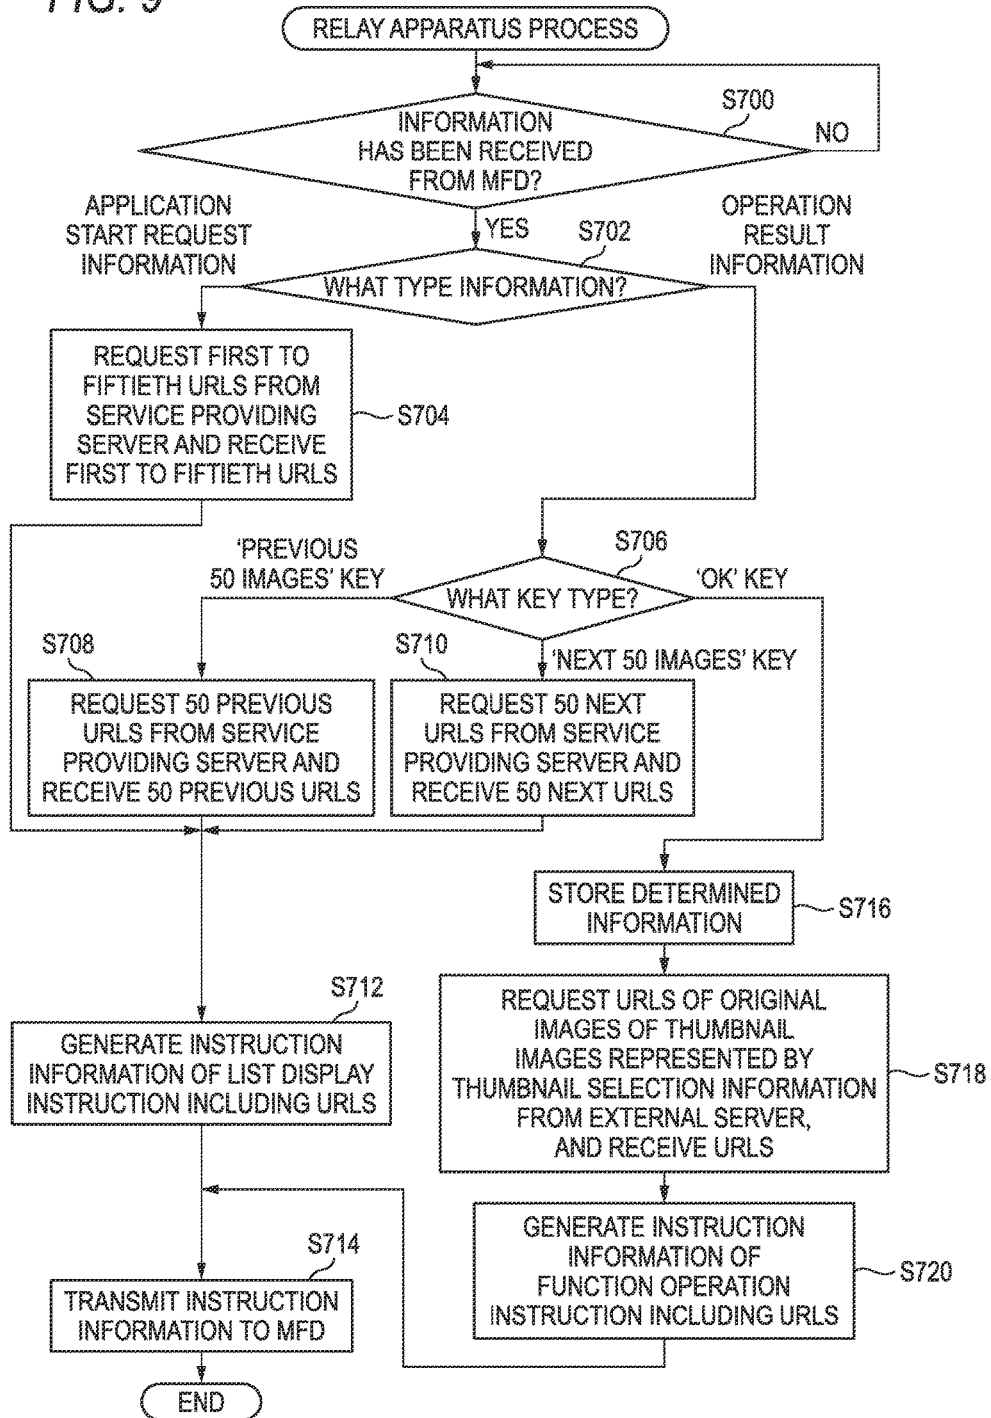 FIG. 9
RELAY APPARATUS PROCESS
S700
INFORMATION
HAS BEEN RECEIVED
FROM MFD?
NO
YES
APPLICATION
START REQUEST
INFORMATION
S702
OPERATION
RESULT
INFORMATION
WHAT TYPE INFORMATION?
REQUEST FIRST TO
FIFTIETH URLS FROM
SERVICE PROVIDING
SERVER AND RECEIVE
FIRST TO FIFTIETH URLS
S704
'PREVIOUS
50 IMAGES' KEY
S706
WHAT KEY TYPE?
'OK' KEY
S708
S710
'NEXT 50 IMAGES' KEY
REQUEST 50 PREVIOUS
URLS FROM SERVICE
PROVIDING SERVER AND
RECEIVE 50 PREVIOUS URLS
REQUEST 50 NEXT
URLS FROM SERVICE
PROVIDING SERVER AND
RECEIVE 50 NEXT URLS
STORE DETERMINED
INFORMATION
S716
S712
GENERATE INSTRUCTION
INFORMATION OF LIST DISPLAY
INSTRUCTION INCLUDING URLS
REQUEST URLS OF ORIGINAL
IMAGES OF THUMBNAIL
IMAGES REPRESENTED BY
THUMBNAIL SELECTION INFORMATION
FROM EXTERNAL SERVER,
AND RECEIVE URLS
S718
GENERATE INSTRUCTION
INFORMATION OF
FUNCTION OPERATION
INSTRUCTION INCLUDING URLS
S720
S714
TRANSMIT INSTRUCTION
INFORMATION TO MFD
END